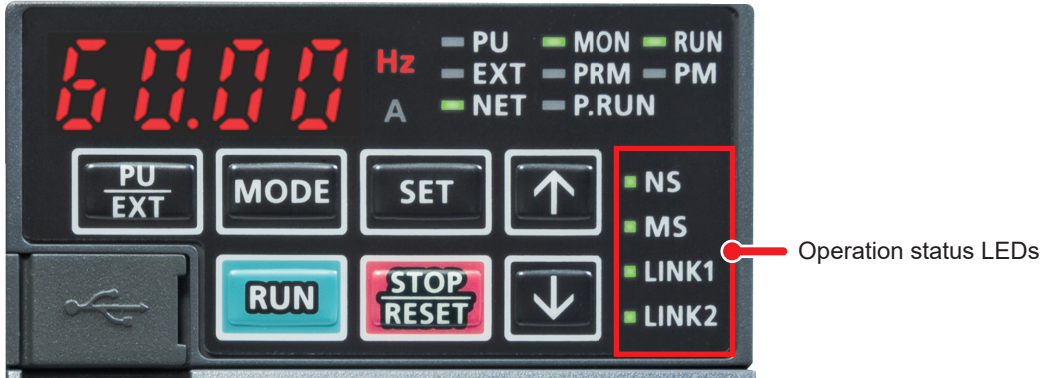 60.00 Hz A
PU MON RUN
EXT PRM PM
NET P.RUN
PU
EXT
MODE
SET
NS
MS
LINK1
LINK2
Operation status LEDs
RUN
STOP
RESET